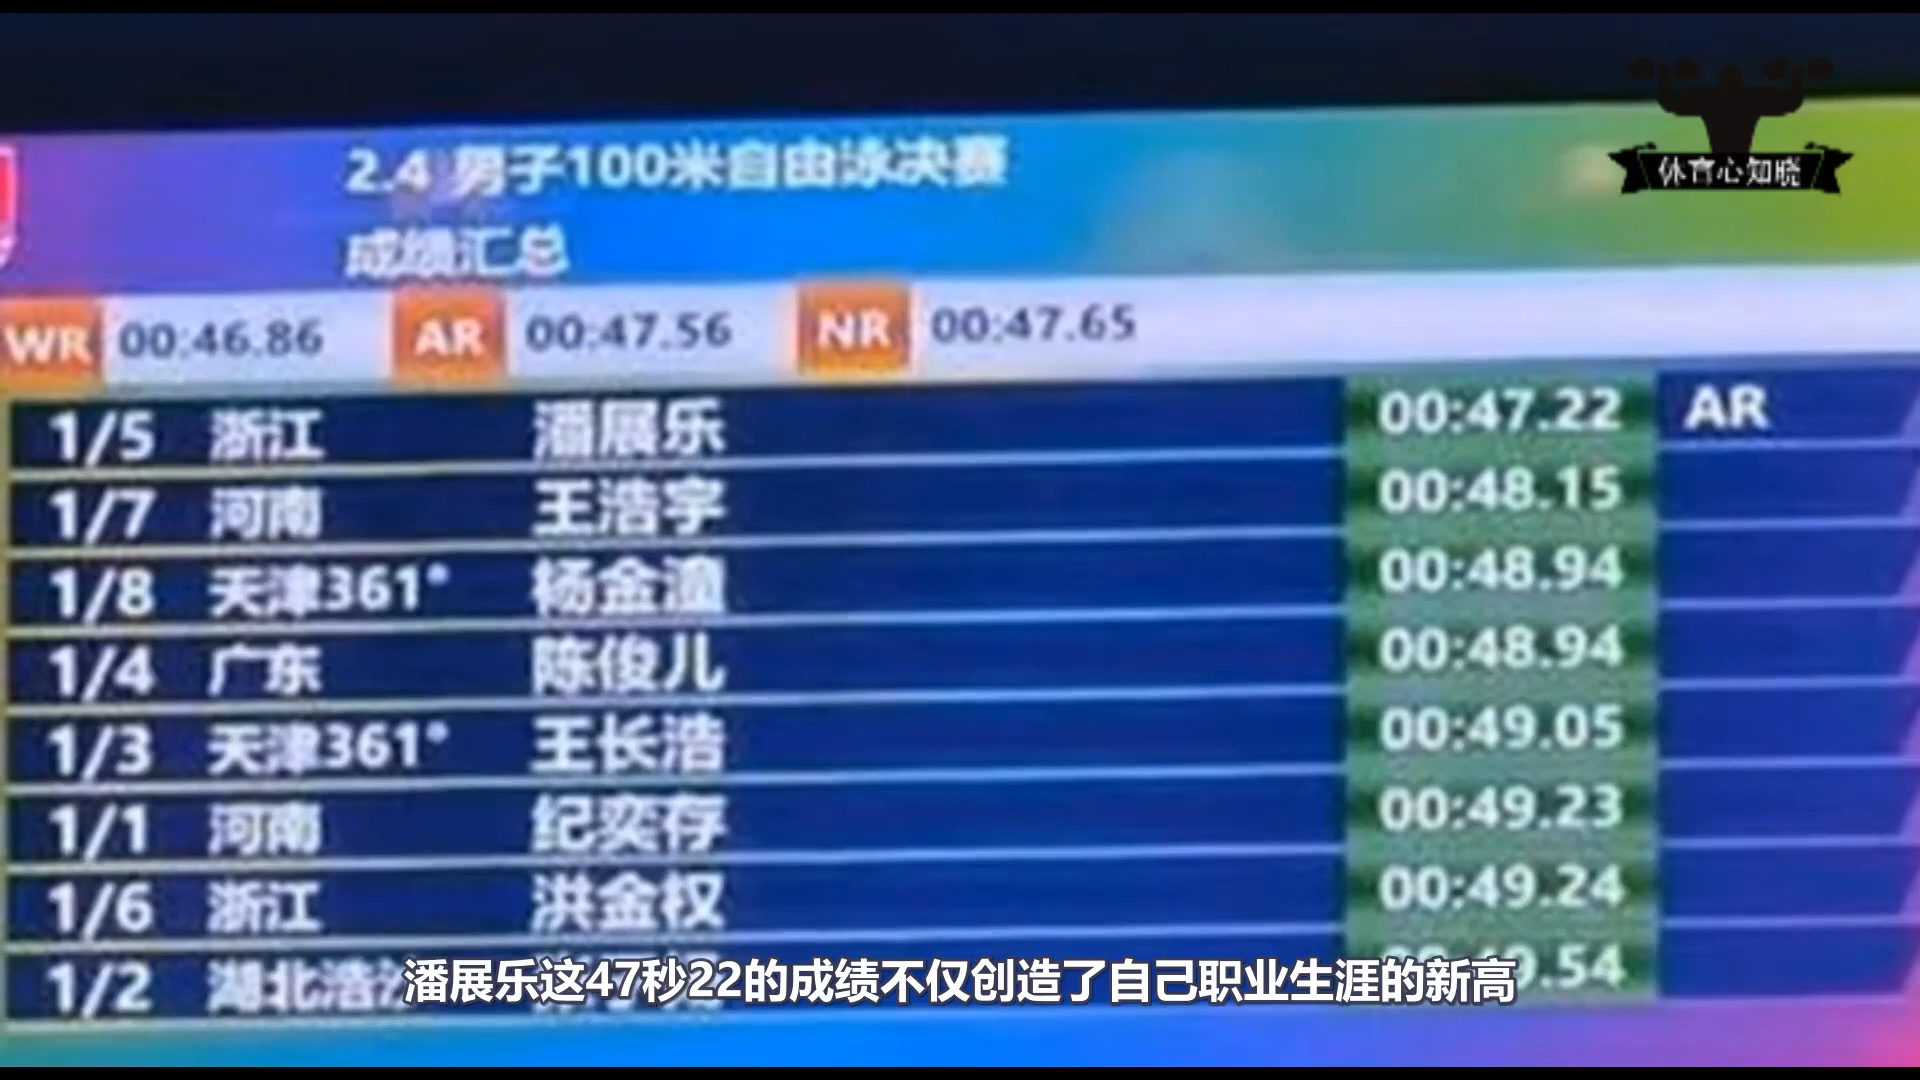 体育心知晓
2.4 男子100米自由泳决赛
成绩汇总
WR 00:46.86 AR 00:47.56 NR 00:47.65
1/5 浙江 潘展乐 00:47.22 AR
1/7 河南 王浩宇 00:48.15
1/8 天津361° 杨金潼 00:48.94
1/4 广东 陈俊儿 00:48.94
1/3 天津361° 王长浩 00:49.05
1/1 河南 纪奕存 00:49.23
1/6 浙江 洪金权 00:49.24
1/2 湖北浩 9.54
潘展乐这47秒22的成绩不仅创造了自己职业生涯的新高